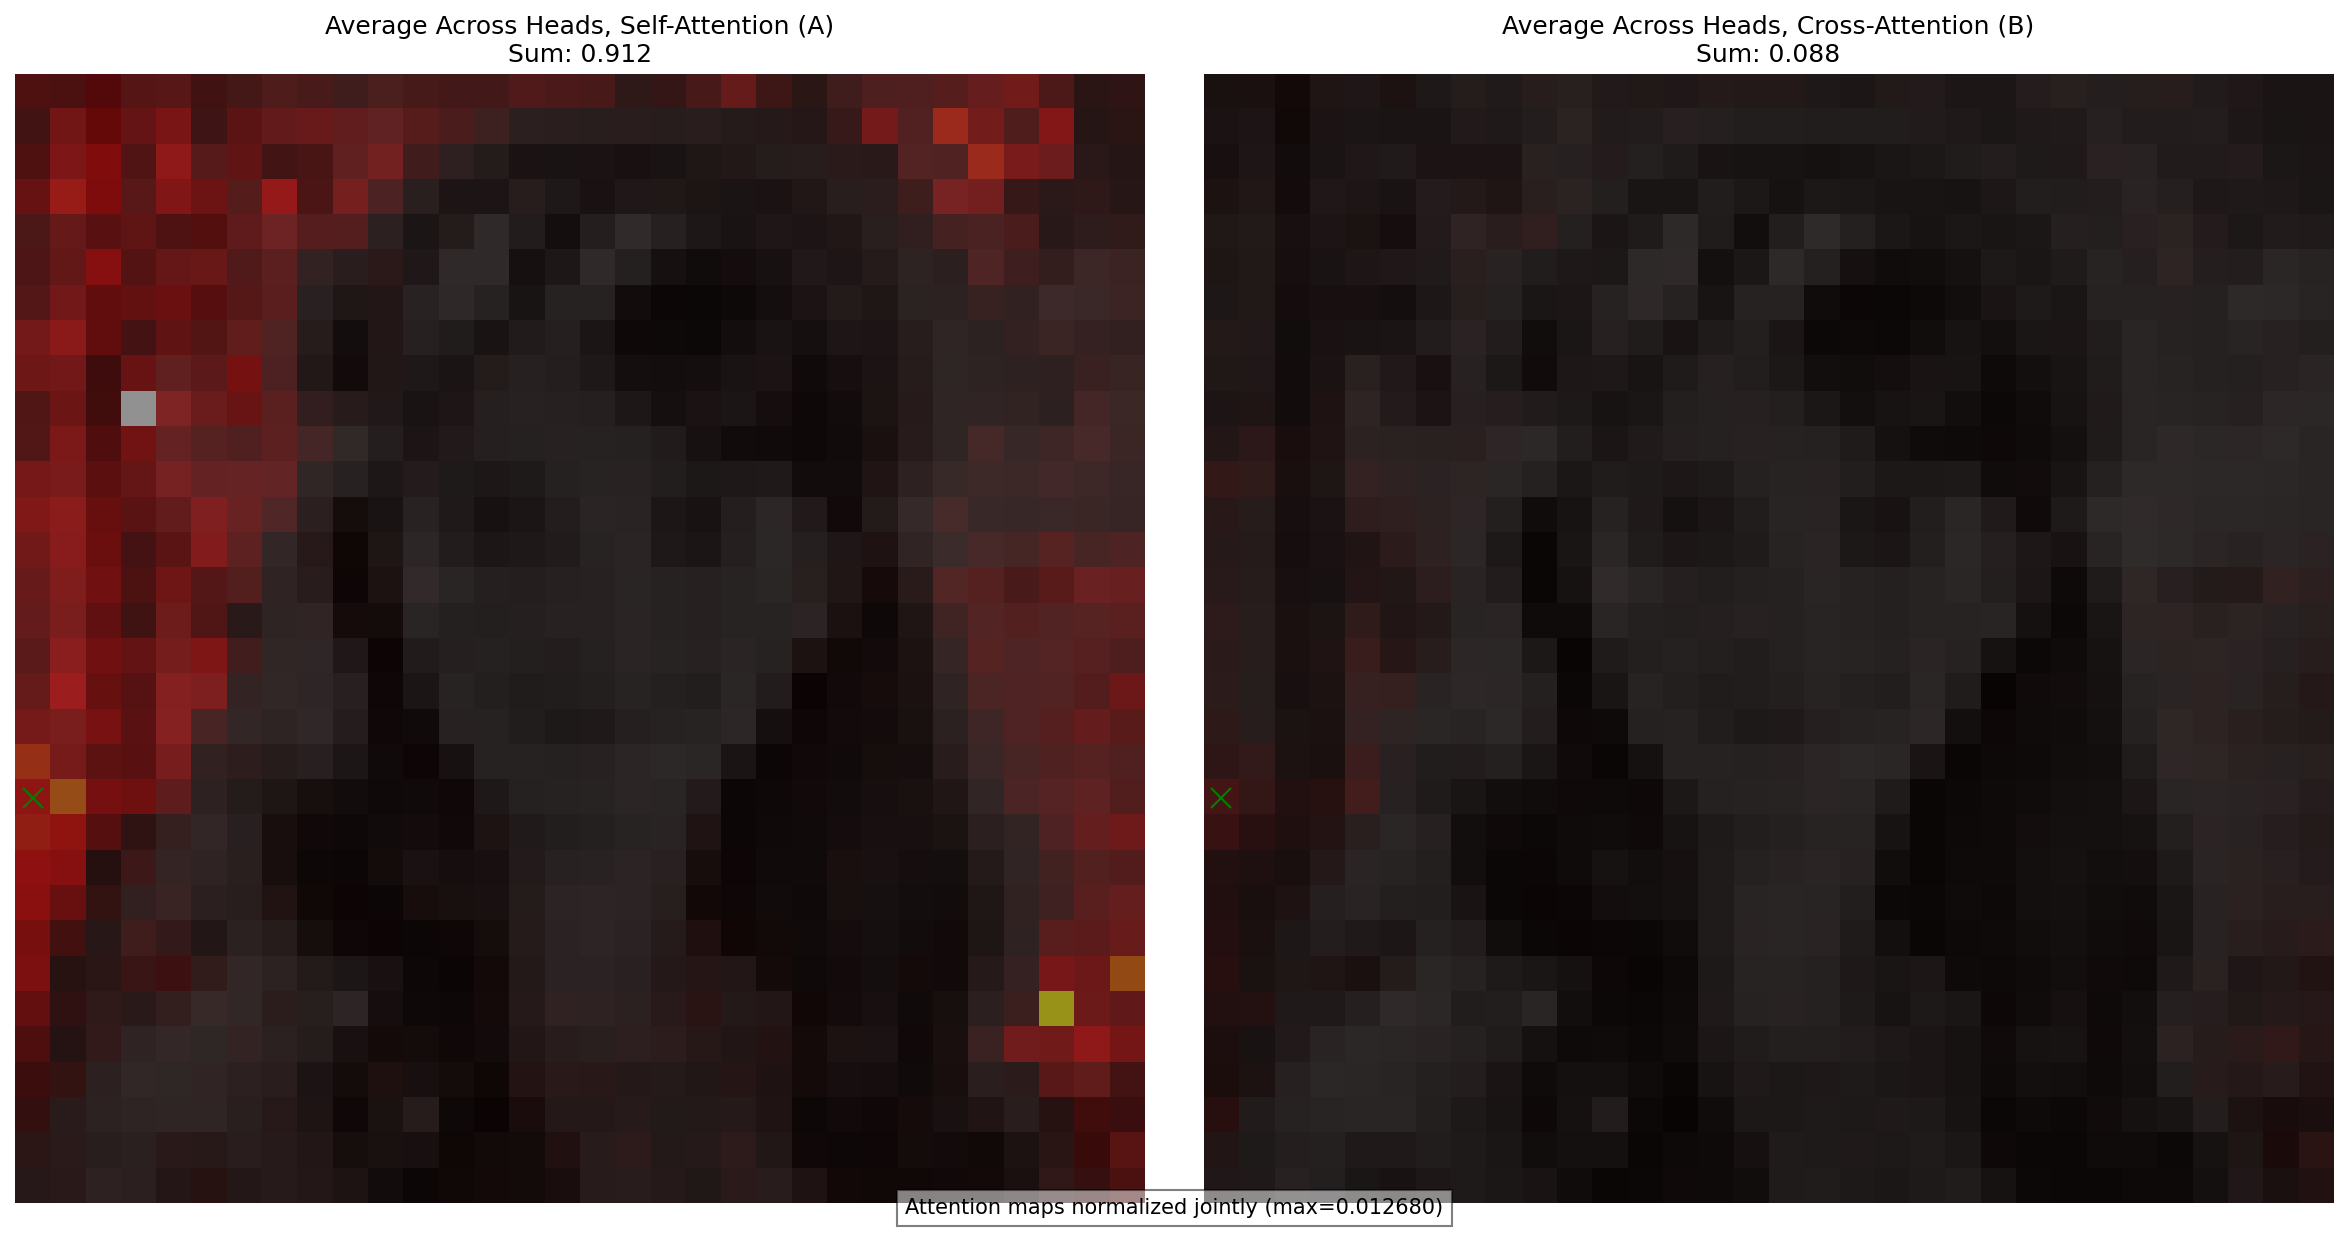 Average Across Heads, Self-Attention (A)
Sum: 0.912
Average Across Heads, Cross-Attention (B)
Sum: 0.088
Attention maps normalized jointly (max=0.012680)